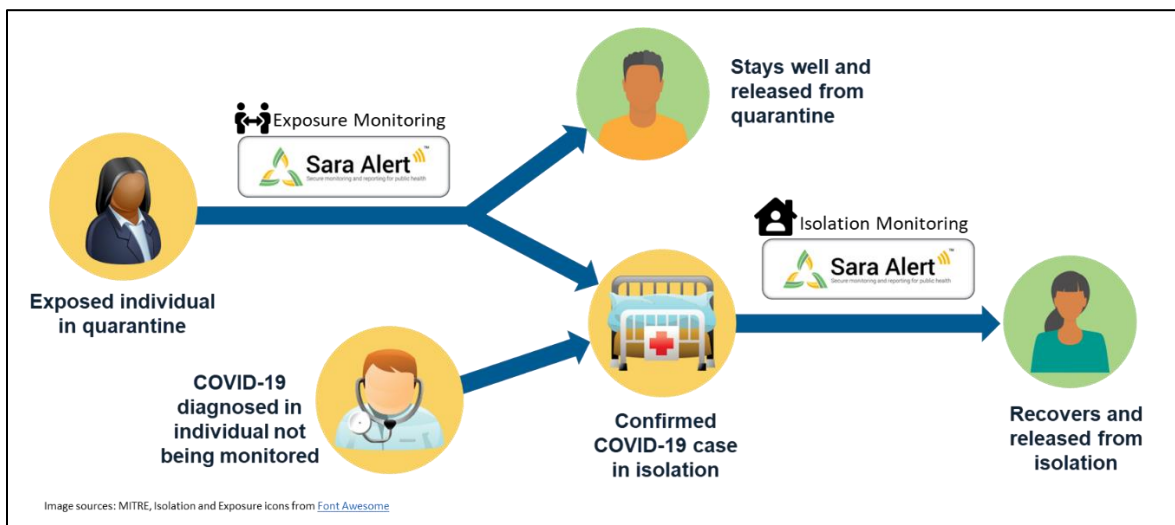 Exposure Monitoring
Sara Alert™
Secure monitoring and reporting for public health
Stays well and
released from
quarantine
Exposed individual
in quarantine
Isolation Monitoring
Sara Alert™
Secure monitoring and reporting for public health
COVID-19
diagnosed in
individual not
being monitored
Confirmed
COVID-19 case
in isolation
Recovers and
released from
isolation
Image sources: MITRE, Isolation and Exposure icons from Font Awesome